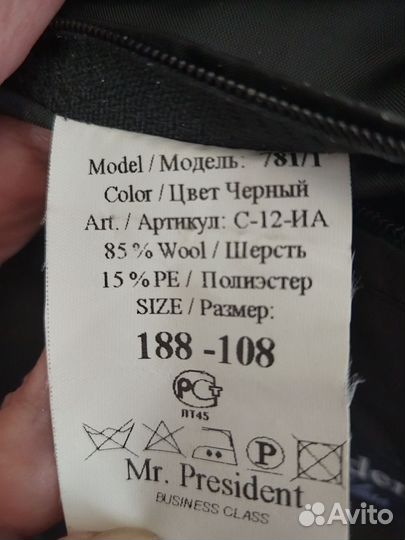 Model / Модель: 781/1
Color / Цвет Черный
Art. / Артикул: С-12-ИА
85 % Wool / Шерсть
15 % PE / Полиэстер
SIZE / Размер:
188 -108
РСТ
ПТ45
P
Mr. President
BUSINESS CLASS
Avito